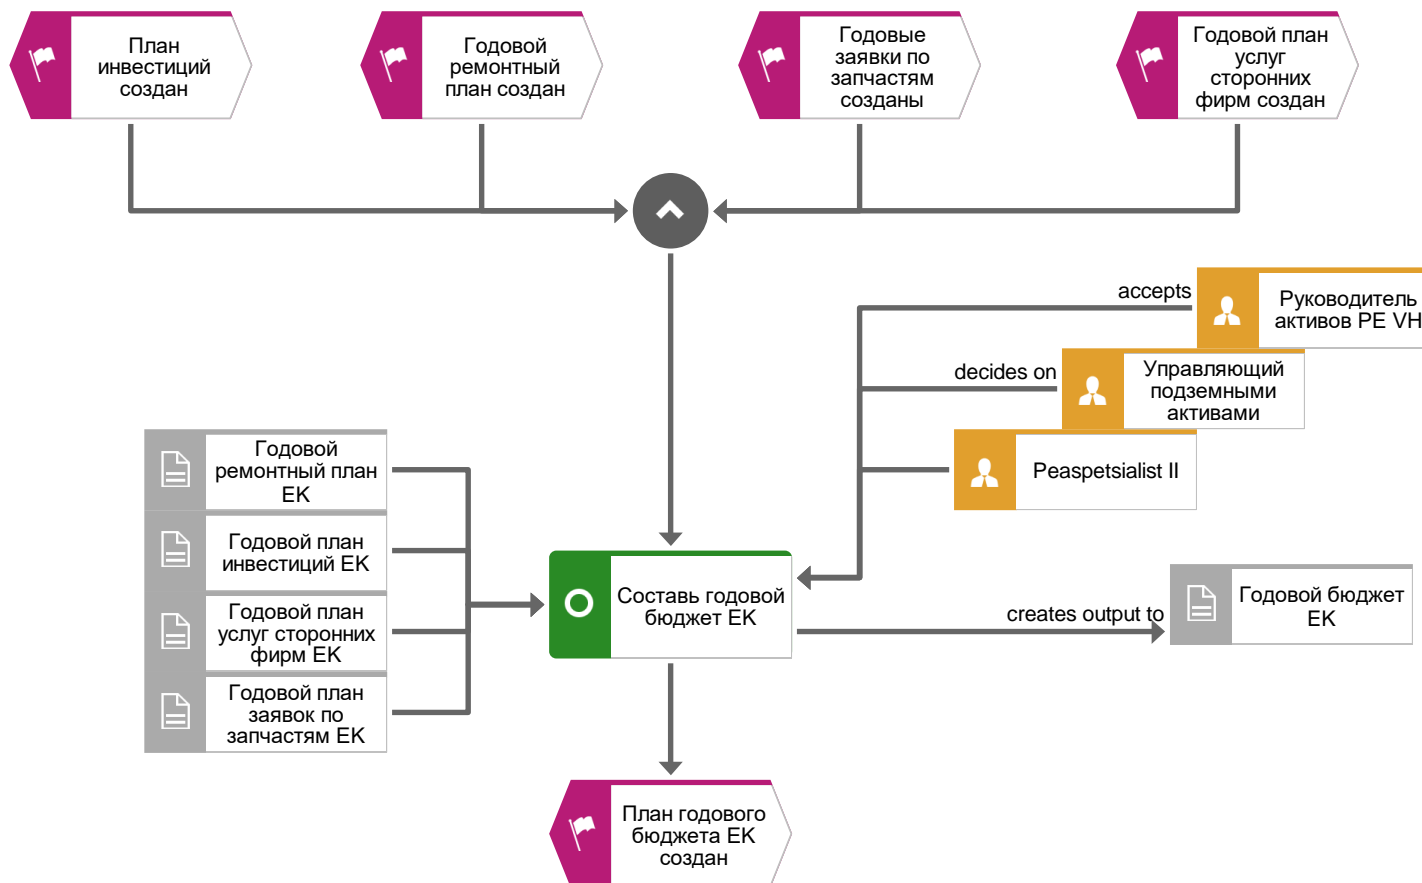 План
инвестиций
создан
Годовой
ремонтный
план создан
Годовые
заявки по
запчастям
созданы
Годовой план
услуг
сторонних
фирм создан
accepts
Руководитель
активов PE VH
decides on
Управляющий
подземными
активами
Peaspetsialist II
Годовой
ремонтный план
EK
Годовой план
инвестиций EK
Годовой план
услуг сторонних
фирм EK
Годовой план
заявок по
запчастям EK
Составь годовой
бюджет EK
creates output to
Годовой бюджет
EK
План годового
бюджета EK
создан